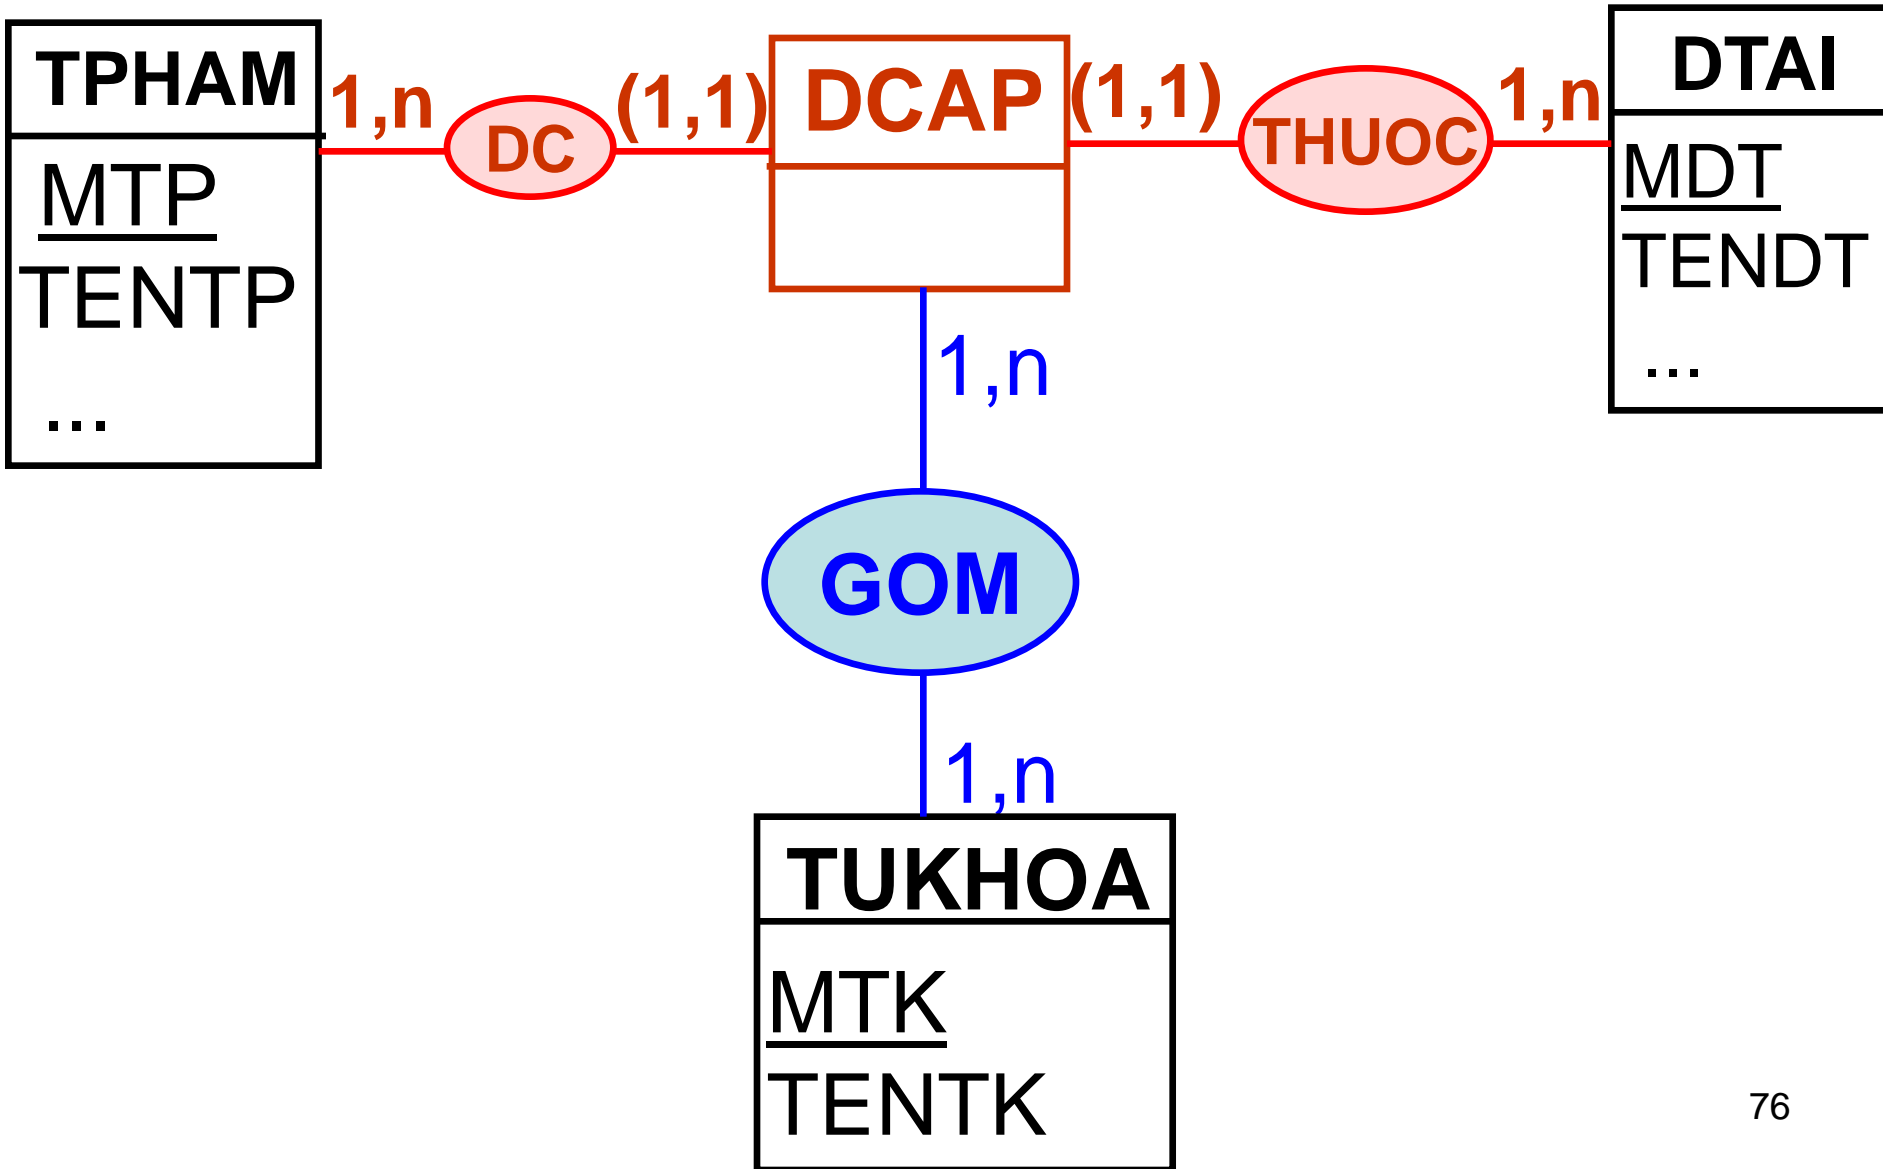 TPHAM
MTP
TENTP
...
1,n
DC
(1,1)
DCAP
(1,1)
THUOC
1,n
DTAI
MDT
TENDT
...
1,n
GOM
1,n
TUKHOA
MTK
TENTK
76